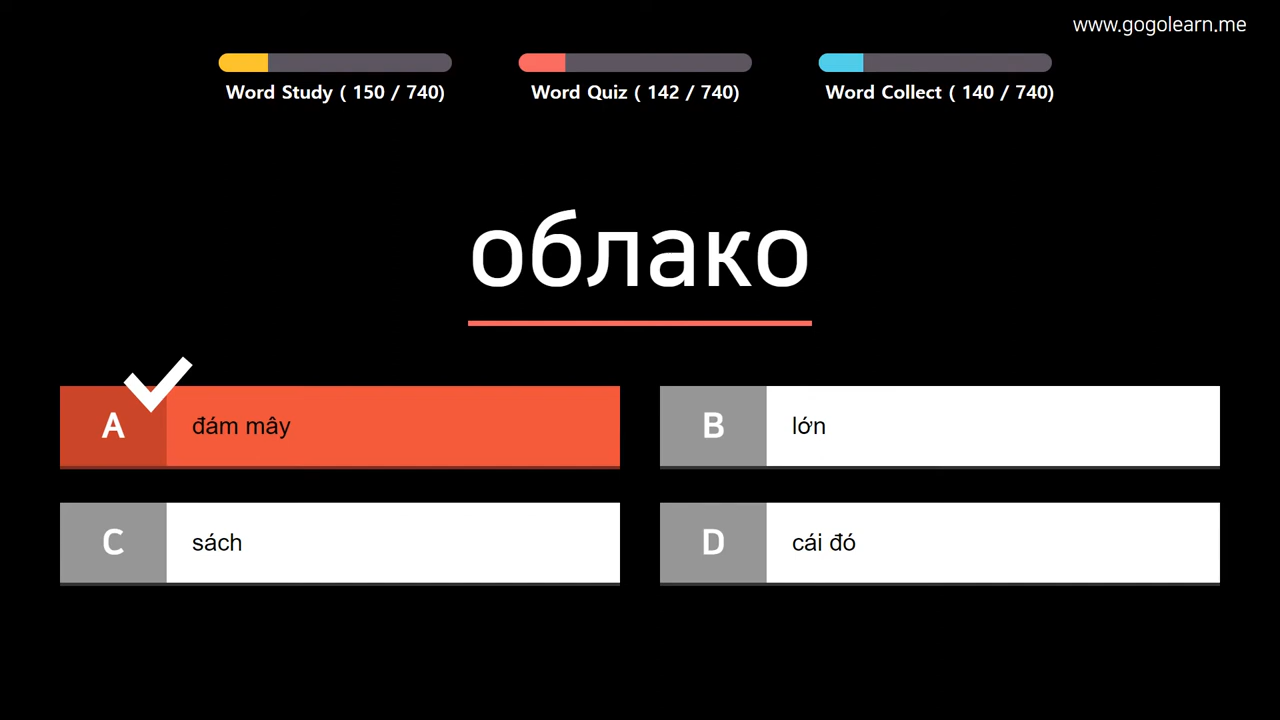 www.gogolearn.me
Word Study ( 150 / 740)
Word Quiz ( 142 / 740)
Word Collect ( 140 / 740)
облако
A
đám mây
B
lớn
C
sách
D
cái đó